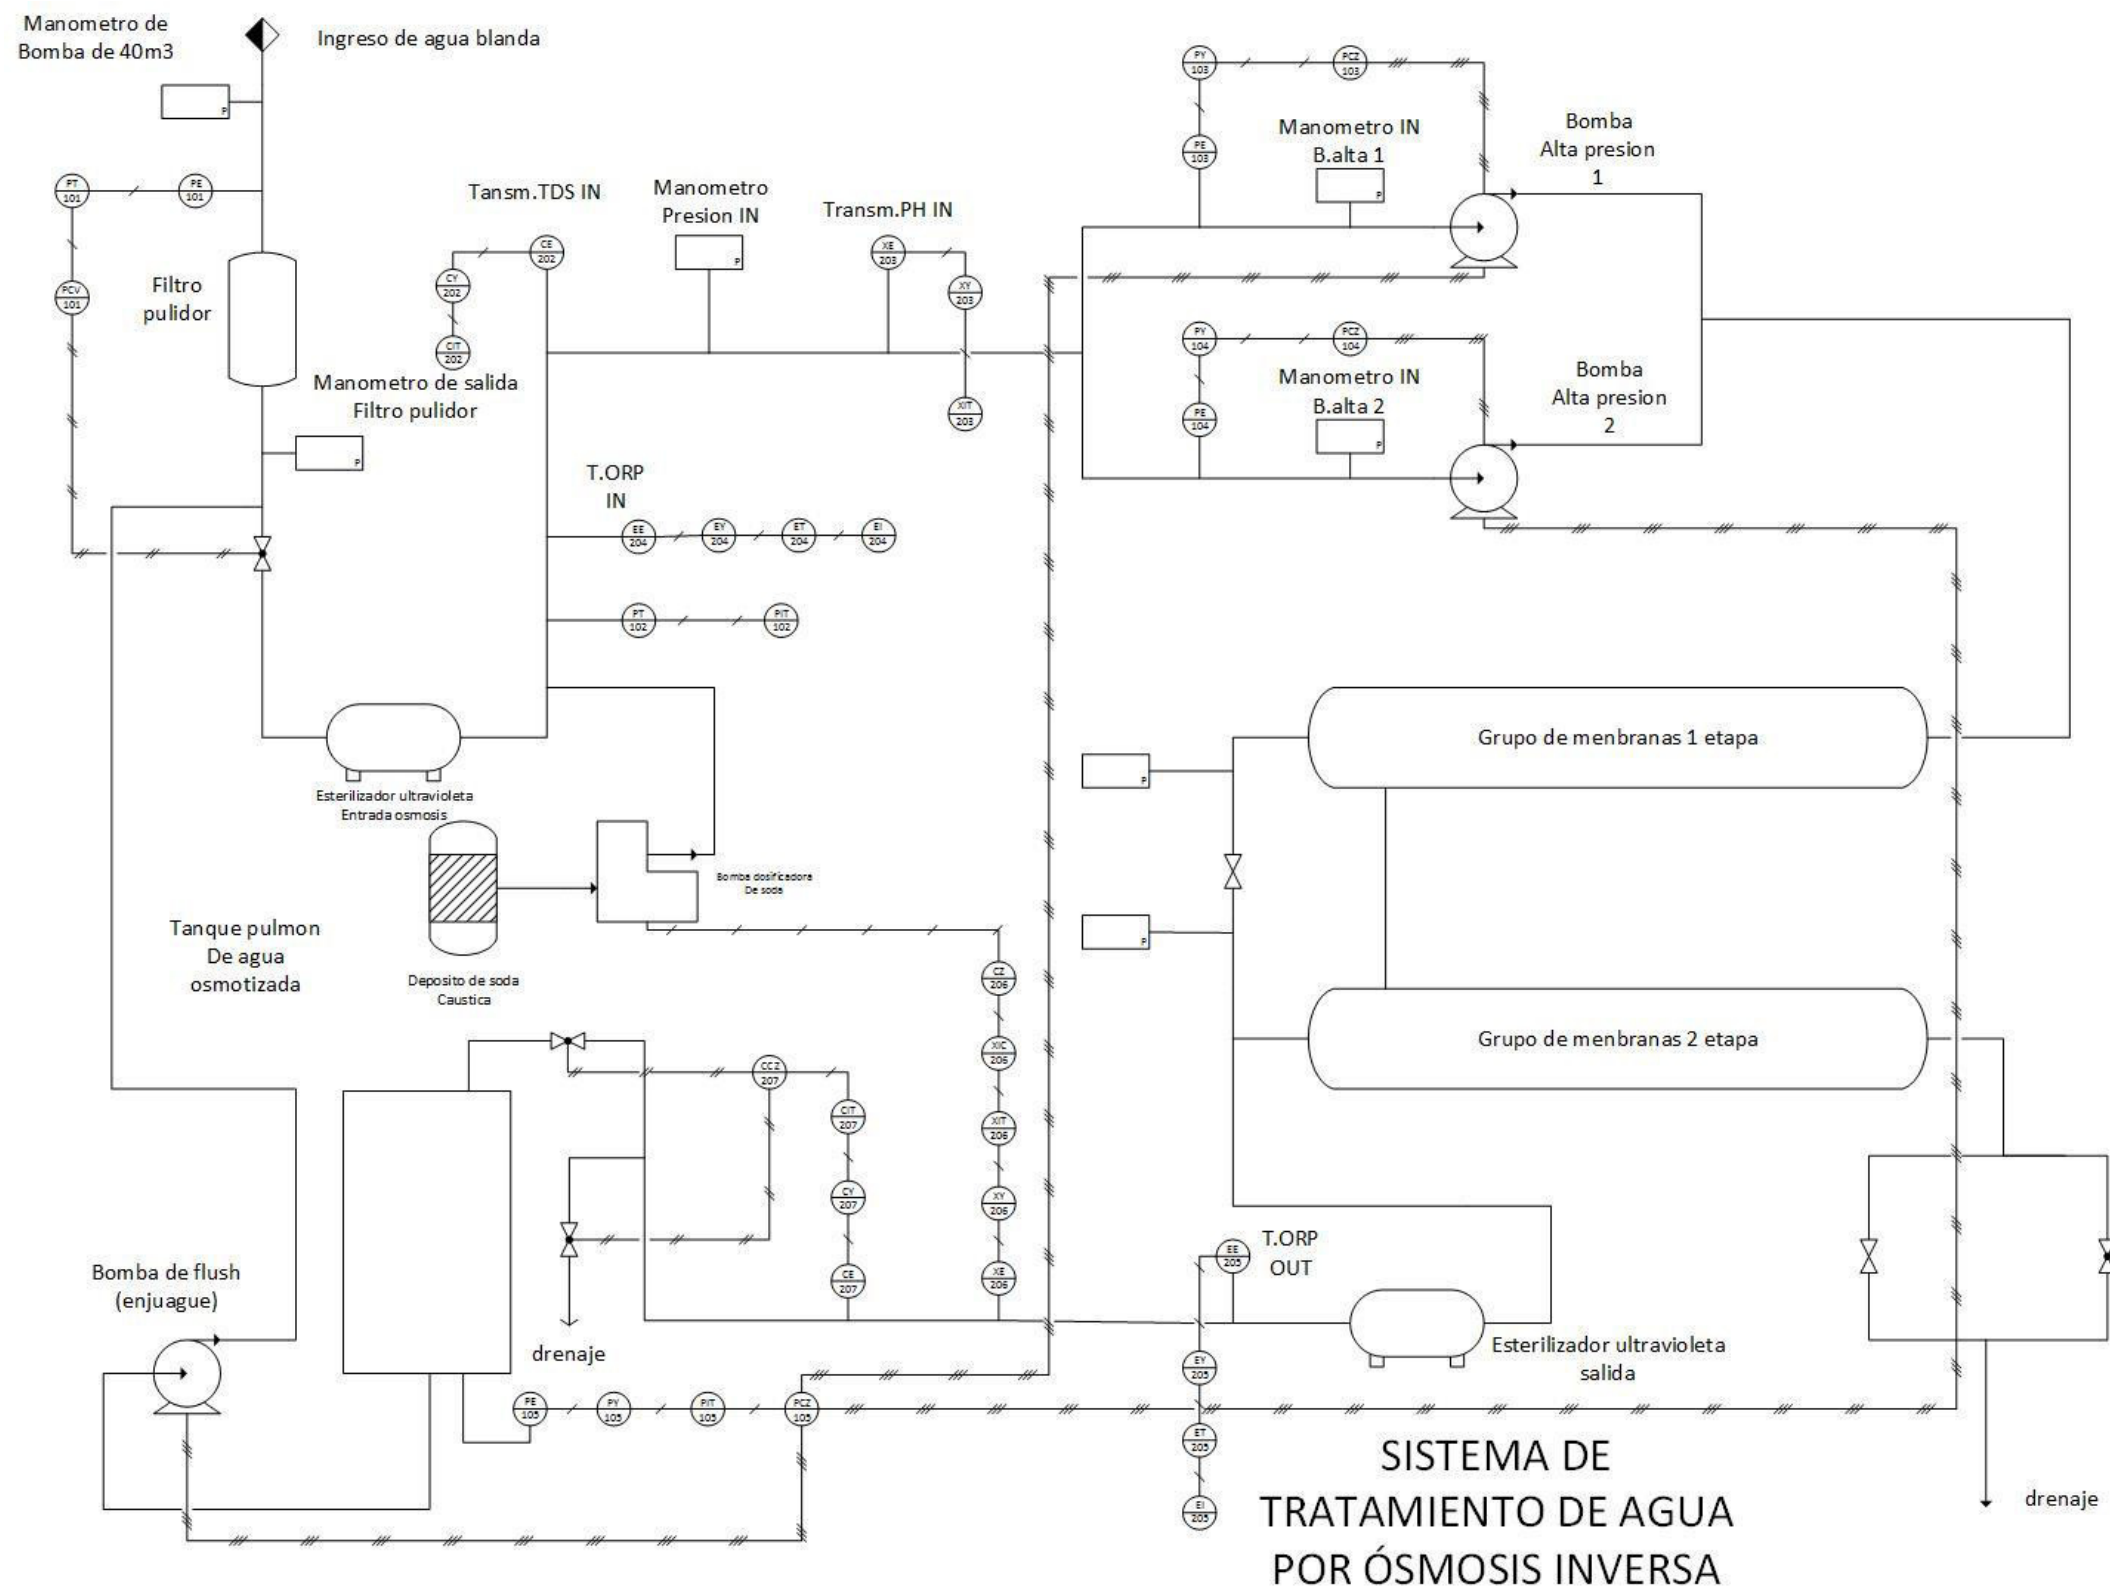 Manometro de
Bomba de 40m3
Ingreso de agua blanda
P
PT
101
PE
101
PCV
101
Filtro
pulidor
Manometro de salida
Filtro pulidor
P
Tansm.TDS IN
CE
202
CY
202
CIT
202
Manometro
Presion IN
P
Transm.PH IN
XE
203
XY
203
XIT
203
T.ORP
IN
EE
204
EY
204
ET
204
EI
204
PT
102
PIT
102
PY
103
PCZ
103
PE
103
Manometro IN
B.alta 1
P
Bomba
Alta presion
1
PY
104
PCZ
104
PE
104
Manometro IN
B.alta 2
P
Bomba
Alta presion
2
Esterilizador ultravioleta
Entrada osmosis
Bomba dosificadora
De soda
Deposito de soda
Caustica
Tanque pulmon
De agua
osmotizada
Grupo de menbranas 1 etapa
P
P
Grupo de menbranas 2 etapa
CZ
206
XIC
206
XIT
206
XY
206
XE
206
CCZ
207
CIT
207
CY
207
CE
207
drenaje
Bomba de flush
(enjuague)
PE
105
PY
105
PIT
105
PCZ
105
T.ORP
OUT
EE
205
EY
205
ET
205
EI
205
Esterilizador ultravioleta
salida
drenaje
SISTEMA DE
TRATAMIENTO DE AGUA
POR ÓSMOSIS INVERSA